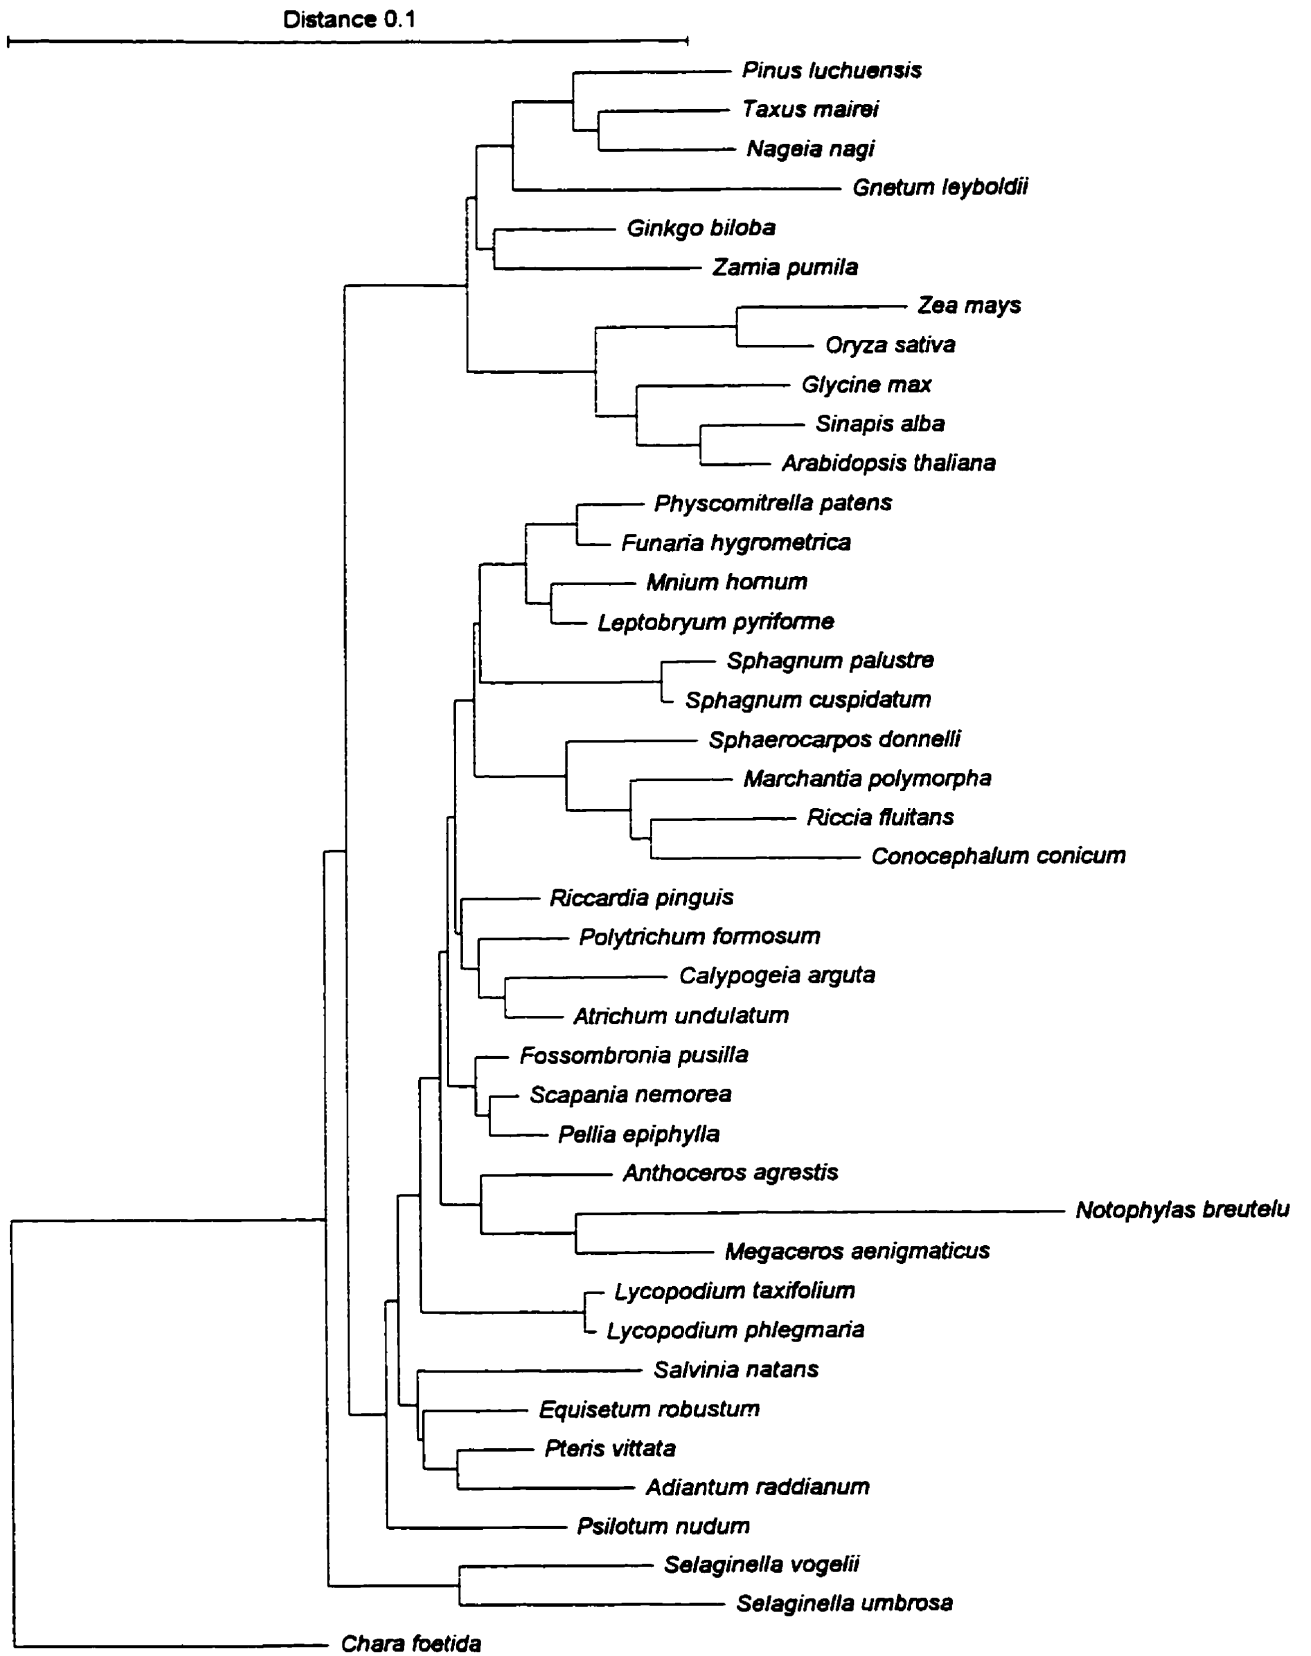 Distance 0.1
Pinus luchuensis
Taxus mairei
Nageia nagi
Gnetum leyboldii
Ginkgo biloba
Zamia pumila
Zea mays
Oryza sativa
Glycine max
Sinapis alba
Arabidopsis thaliana
Physcomitrella patens
Funaria hygrometrica
Mnium hornum
Leptobryum pyriforme
Sphagnum palustre
Sphagnum cuspidatum
Sphaerocarpos donnelli
Marchantia polymorpha
Riccia fluitans
Conocephalum conicum
Riccardia pinguis
Polytrichum formosum
Calypogeia arguta
Atrichum undulatum
Fossombronia pusilla
Scapania nemorea
Pellia epiphylla
Anthoceros agrestis
Notophylas breutelu
Megaceros aenigmaticus
Lycopodium taxifolium
Lycopodium phlegmaria
Salvinia natans
Equisetum robustum
Pteris vittata
Adiantum raddianum
Psilotum nudum
Selaginella vogelii
Selaginella umbrosa
Chara foetida